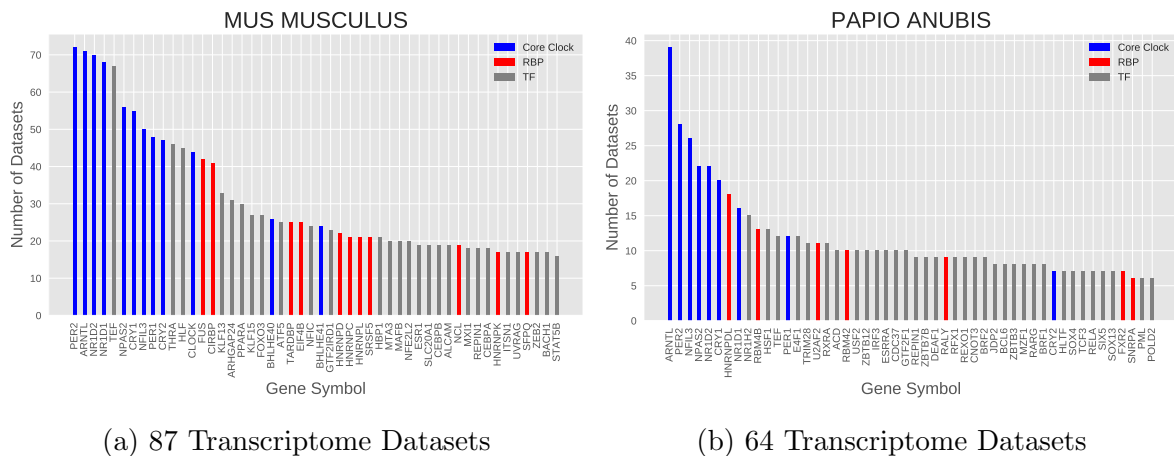 MUS MUSCULUS
70
60
50
40
30
20
10
0
Number of Datasets
Core Clock
RBP
TF
PER2
ARNTL
NR1D2
NR1D1
TEF
NPAS2
CRY1
NFIL3
PER1
CRY2
THRA
HLF
CLOCK
FUS
CIRBP
KLF13
ARHGAP24
PPARA
KLF15
FOXO3
BHLHE40
ATF5
TARDBP
EIF4B
NFIC
BHLHE41
GTF2IRD1
HNRNPD
HNRNPC
HNRNPL
SRSF5
HBP1
MTA3
MAFB
NFE2L2
ESR1
SLC20A1
CEBPB
ALCAM
NCL
MXI1
REPIN1
CEBPA
HNRNPK
ITSN1
UVRAG
SFPQ
ZEB2
BACH1
STAT5B
Gene Symbol
(a) 87 Transcriptome Datasets
PAPIO ANUBIS
40
35
30
25
20
15
10
5
0
Number of Datasets
Core Clock
RBP
TF
ARNTL
PER2
NFIL3
NPAS2
NR1D2
CRY1
HNRNPDL
NR1D1
NR1H2
RBM4B
HSF1
TEF
PER1
E4F1
TRIM28
U2AF2
RXRA
ACD
RBM42
USF2
ZBTB12
IRF3
ESRRA
CDC37
GTF2F1
REPIN1
ZBTB7B
DEAF1
RALY
RFX1
REXO1
CNOT3
BRF2
JDP2
BCL6
ZBTB3
MZF1
RARG
BRF1
CRY2
HLTF
SOX4
TCF3
RELA
SIX5
SOX13
FXR2
SNRPA
PML
POLD2
Gene Symbol
(b) 64 Transcriptome Datasets